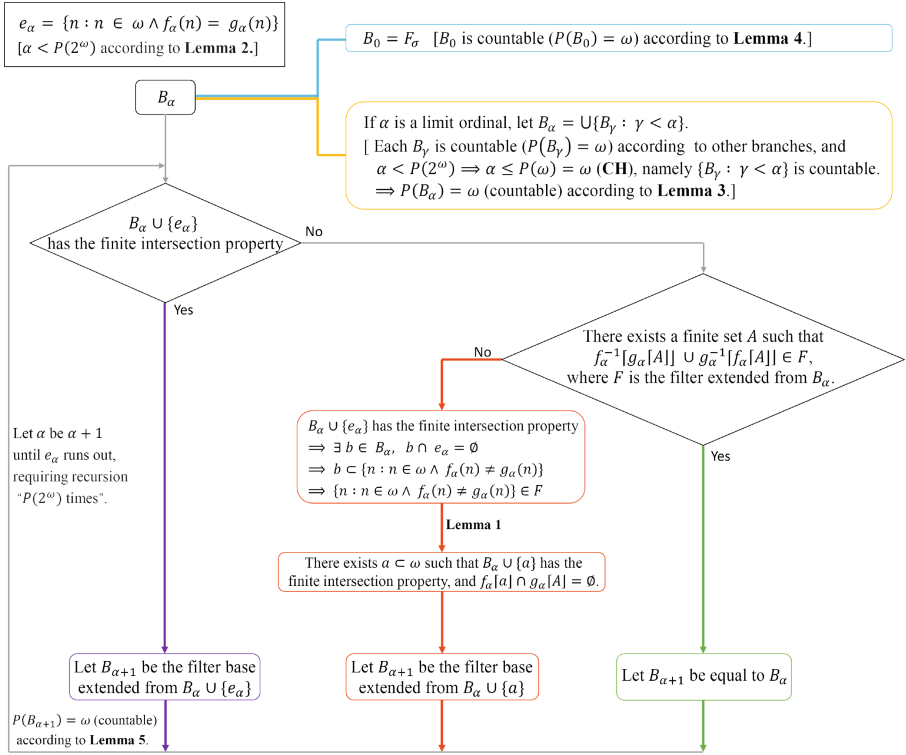 e_α = {n : n ∈ ω ∧ f_α(n) = g_α(n)}
[α < P(2^ω) according to Lemma 2.]
B_0 = F_σ [B_0 is countable (P(B_0) = ω) according to Lemma 4.]
B_α
If α is a limit ordinal, let B_α = ⋃{B_γ : γ < α}.
[ Each B_γ is countable (P(B_γ) = ω) according to other branches, and
α < P(2^ω) ⟹ α ≤ P(ω) = ω (CH), namely {B_γ : γ < α} is countable.
⟹ P(B_α) = ω (countable) according to Lemma 3.]
B_α ∪ {e_α}
has the finite intersection property
No
Yes
There exists a finite set A such that
f_α^{-1}⌈g_α⌈A⌋⌋ ∪ g_α^{-1}⌈f_α⌈A⌋⌋ ∈ F,
where F is the filter extended from B_α.
No
Yes
B_α ∪ {e_α} has the finite intersection property
⟹ ∃ b ∈ B_α, b ∩ e_α = ∅
⟹ b ⊂ {n : n ∈ ω ∧ f_α(n) ≠ g_α(n)}
⟹ {n : n ∈ ω ∧ f_α(n) ≠ g_α(n)} ∈ F
Let α be α + 1
until e_α runs out,
requiring recursion
“P(2^ω) times”.
Lemma 1
There exists a ⊂ ω such that B_α ∪ {a} has the
finite intersection property, and f_α⌈a⌋ ∩ g_α⌈A⌋ = ∅.
Let B_{α+1} be the filter base
extended from B_α ∪ {e_α}
Let B_{α+1} be the filter base
extended from B_α ∪ {a}
Let B_{α+1} be equal to B_α
P(B_{α+1}) = ω (countable)
according to Lemma 5.